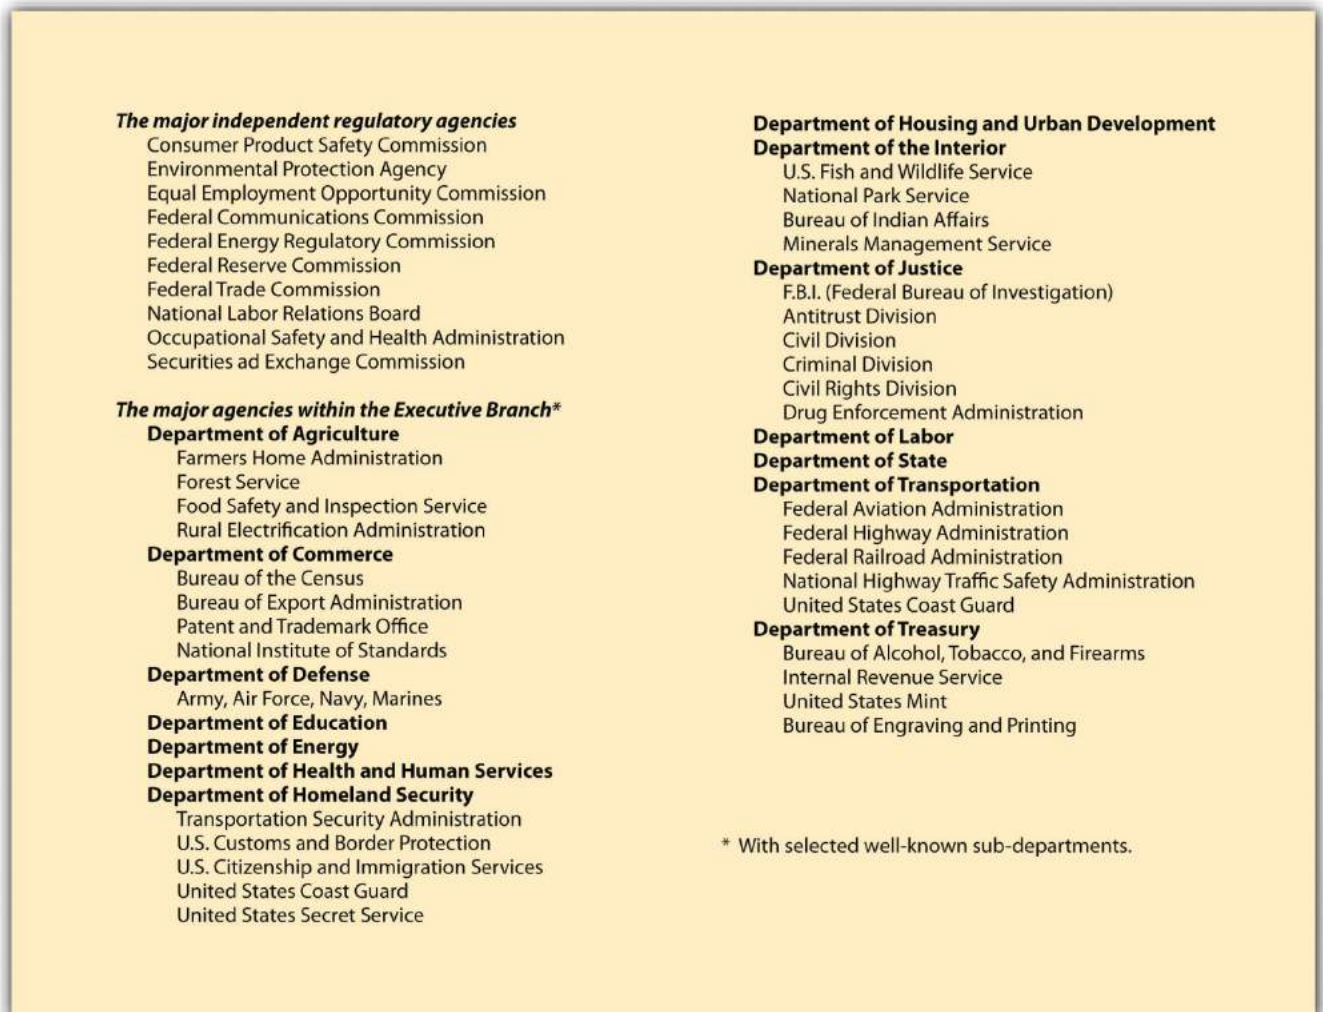 The major independent regulatory agencies
Consumer Product Safety Commission
Environmental Protection Agency
Equal Employment Opportunity Commission
Federal Communications Commission
Federal Energy Regulatory Commission
Federal Reserve Commission
Federal Trade Commission
National Labor Relations Board
Occupational Safety and Health Administration
Securities ad Exchange Commission
The major agencies within the Executive Branch*
Department of Agriculture
Farmers Home Administration
Forest Service
Food Safety and Inspection Service
Rural Electrification Administration
Department of Commerce
Bureau of the Census
Bureau of Export Administration
Patent and Trademark Office
National Institute of Standards
Department of Defense
Army, Air Force, Navy, Marines
Department of Education
Department of Energy
Department of Health and Human Services
Department of Homeland Security
Transportation Security Administration
U.S. Customs and Border Protection
U.S. Citizenship and Immigration Services
United States Coast Guard
United States Secret Service
Department of Housing and Urban Development
Department of the Interior
U.S. Fish and Wildlife Service
National Park Service
Bureau of Indian Affairs
Minerals Management Service
Department of Justice
F.B.I. (Federal Bureau of Investigation)
Antitrust Division
Civil Division
Criminal Division
Civil Rights Division
Drug Enforcement Administration
Department of Labor
Department of State
Department of Transportation
Federal Aviation Administration
Federal Highway Administration
Federal Railroad Administration
National Highway Traffic Safety Administration
United States Coast Guard
Department of Treasury
Bureau of Alcohol, Tobacco, and Firearms
Internal Revenue Service
United States Mint
Bureau of Engraving and Printing
* With selected well-known sub-departments.